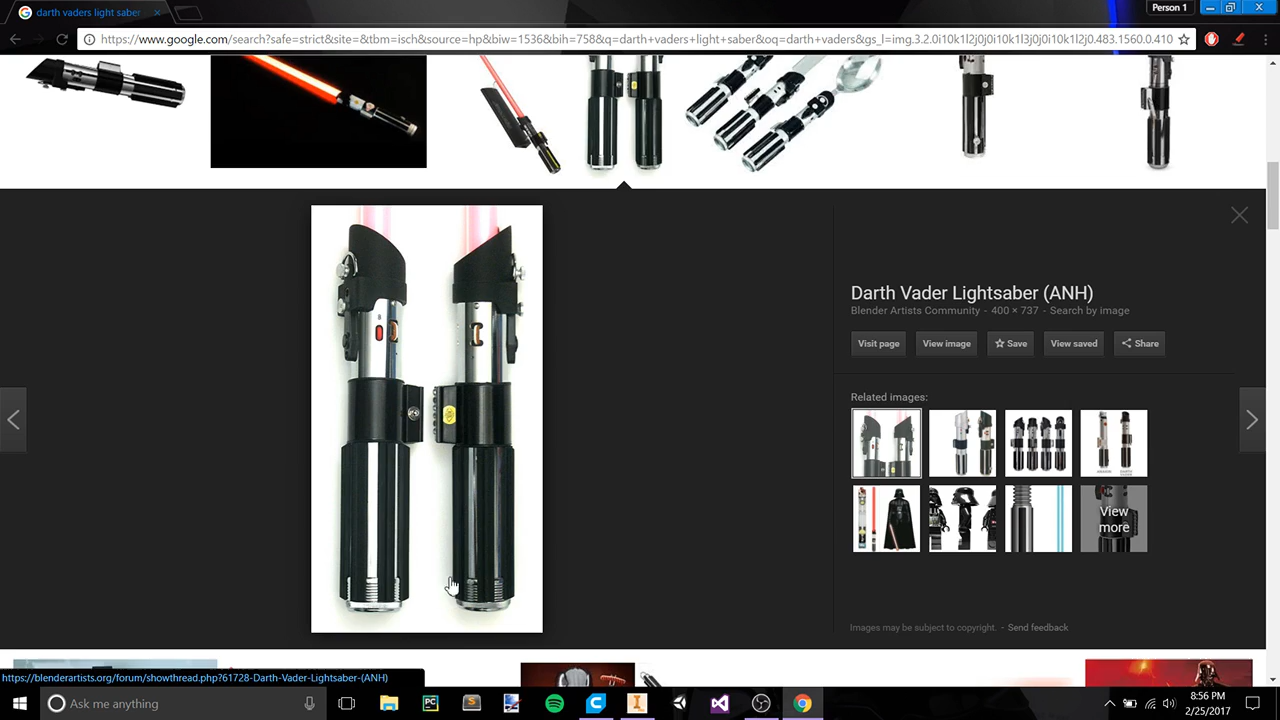 darth vaders light saber
Person 1
https://www.google.com/search?safe=strict&site=&tbm=isch&source=hp&biw=1536&bih=758&q=darth+vaders+light+saber&oq=darth+vaders&gs_l=img.3.2.0i10k1l2j0j0i10k1l3j0j0i10k1l2j0.483.1560.0.410
Darth Vader Lightsaber (ANH)
Blender Artists Community - 400 × 737 - Search by image
Visit page
View image
Save
View saved
Share
Related images:
View more
Images may be subject to copyright. - Send feedback
https://blenderartists.org/forum/showthread.php?61728-Darth-Vader-Lightsaber-(ANH)
Ask me anything
PC
8:56 PM
2/25/2017